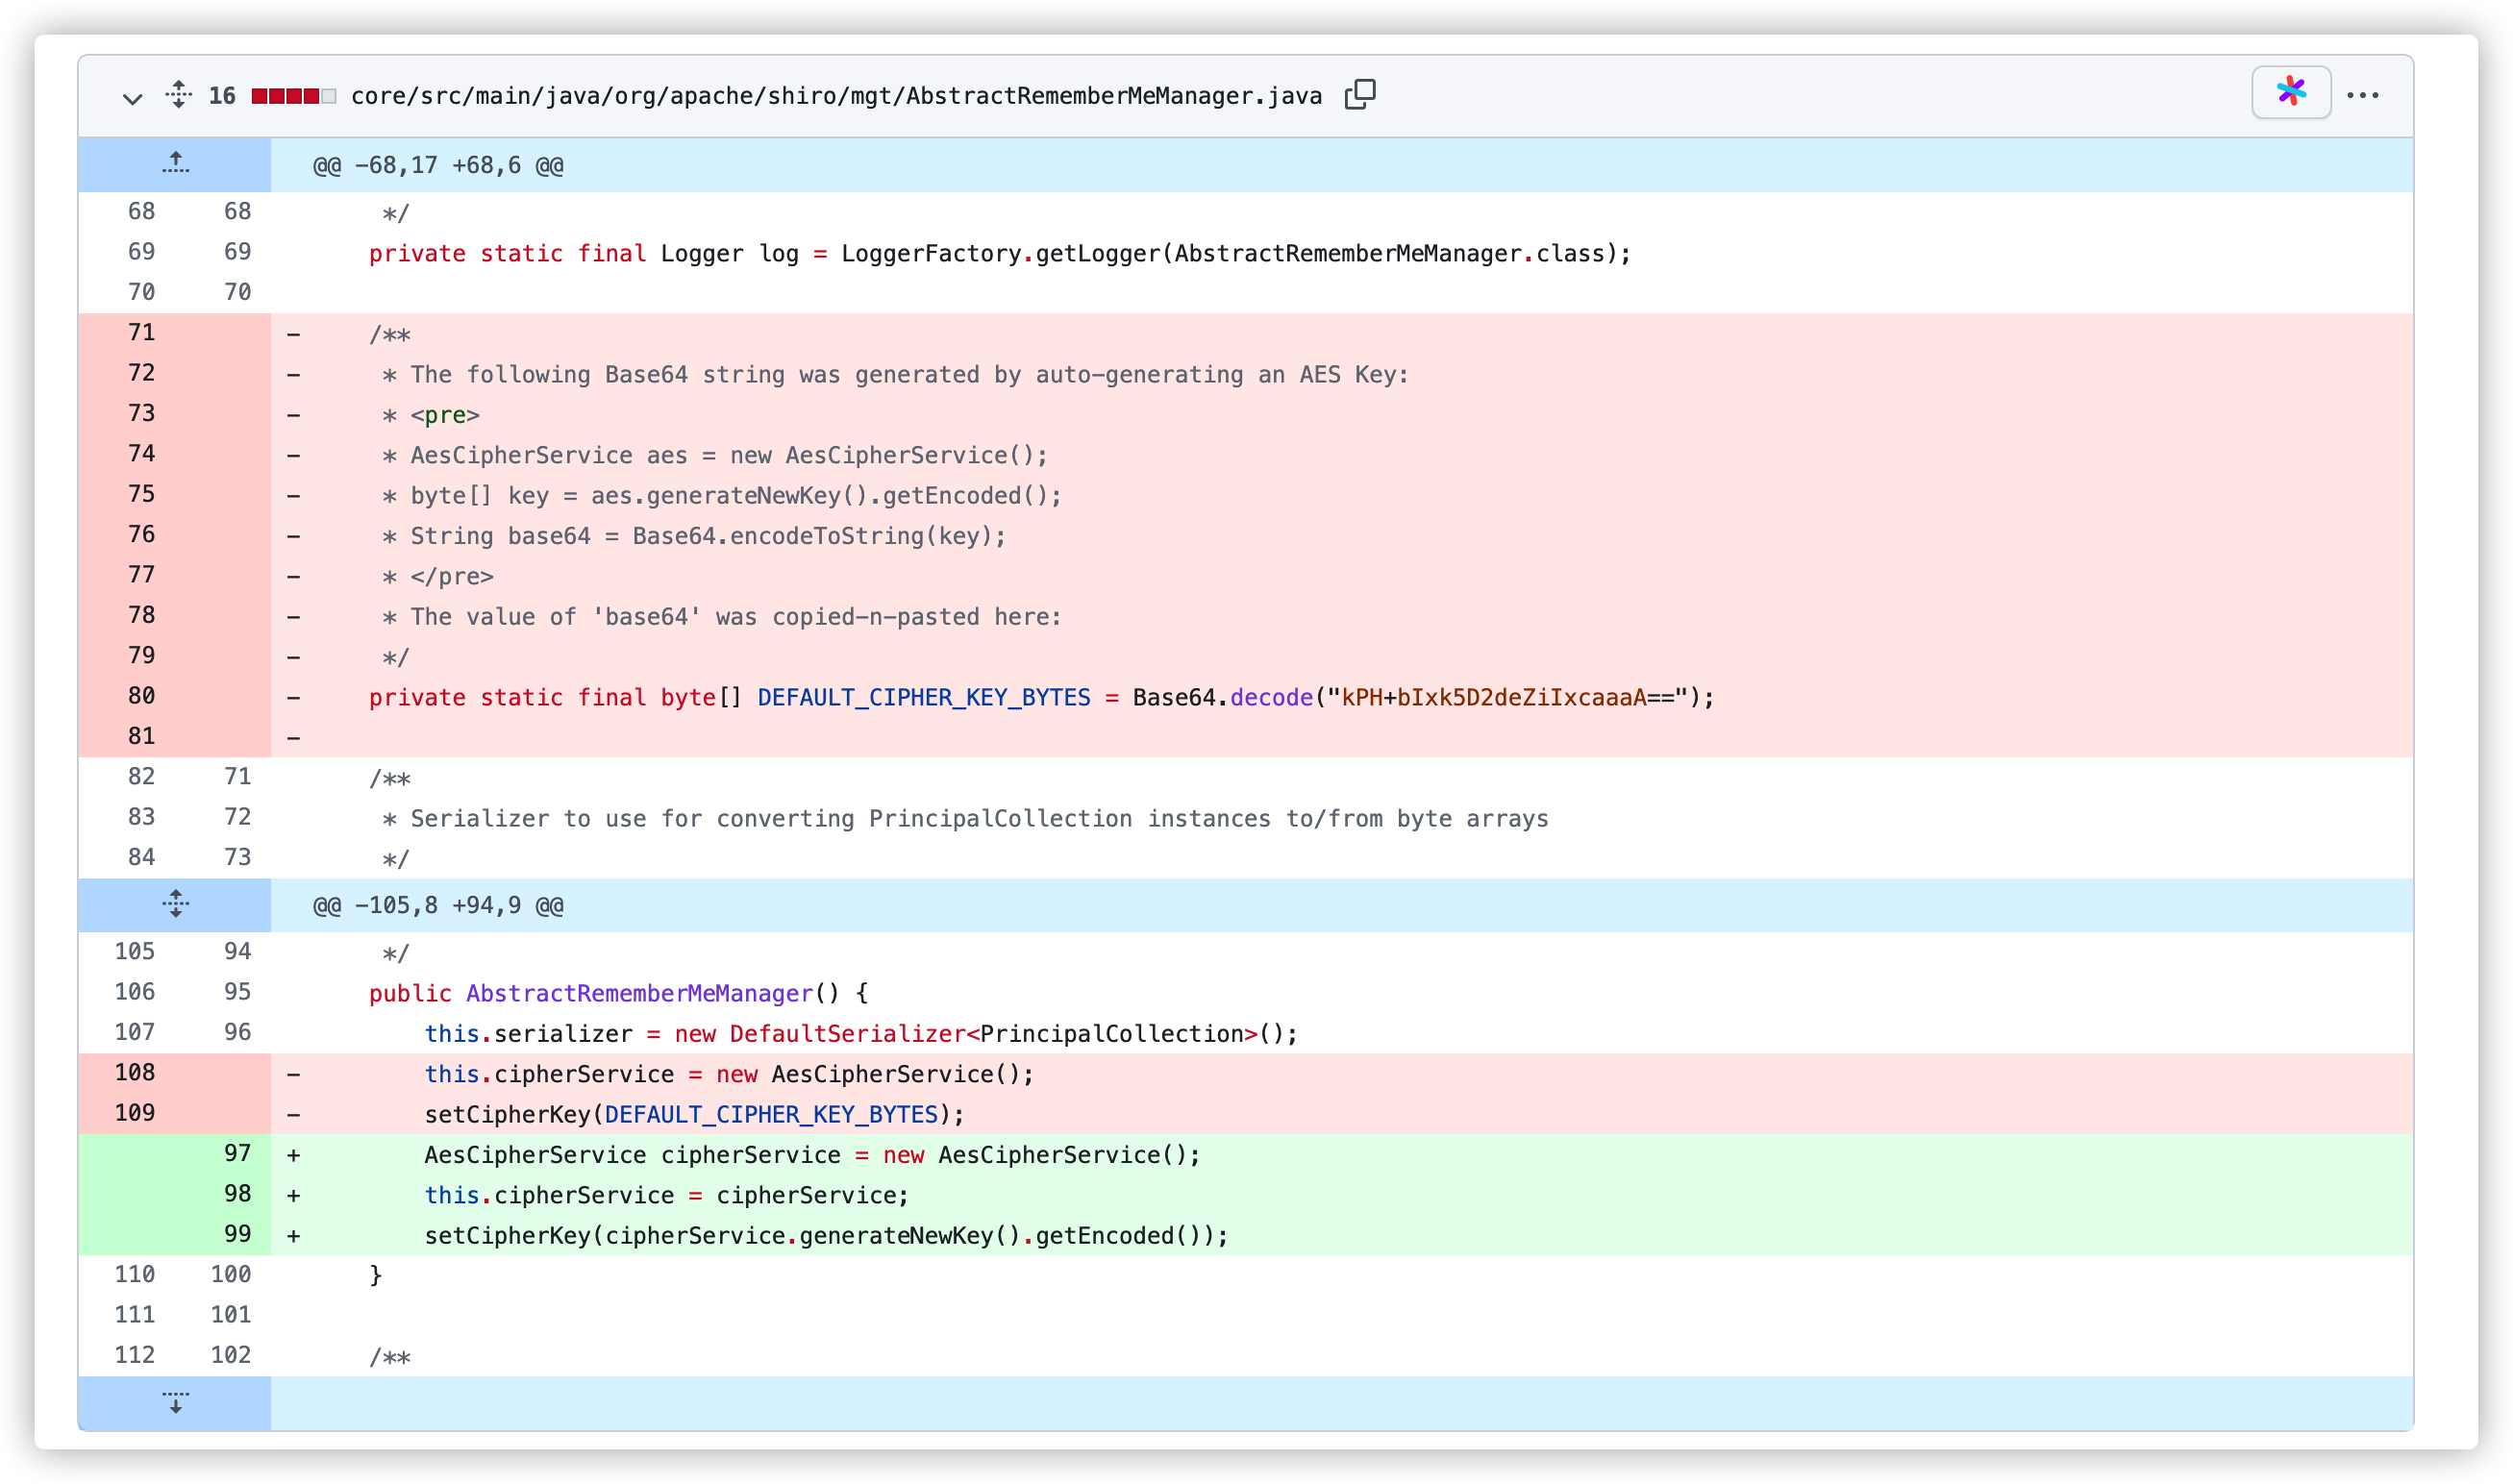 16 core/src/main/java/org/apache/shiro/mgt/AbstractRememberMeManager.java
@@ -68,17 +68,6 @@
68 68 */
69 69 private static final Logger log = LoggerFactory.getLogger(AbstractRememberMeManager.class);
70 70
71 - /**
72 - * The following Base64 string was generated by auto-generating an AES Key:
73 - * <pre>
74 - * AesCipherService aes = new AesCipherService();
75 - * byte[] key = aes.generateNewKey().getEncoded();
76 - * String base64 = Base64.encodeToString(key);
77 - * </pre>
78 - * The value of 'base64' was copied-n-pasted here:
79 - */
80 - private static final byte[] DEFAULT_CIPHER_KEY_BYTES = Base64.decode("kPH+bIxk5D2deZiIxcaaaA==");
81 -
82 71 /**
83 72 * Serializer to use for converting PrincipalCollection instances to/from byte arrays
84 73 */
@@ -105,8 +94,9 @@
105 94 */
106 95 public AbstractRememberMeManager() {
107 96 this.serializer = new DefaultSerializer<PrincipalCollection>();
108 - this.cipherService = new AesCipherService();
109 - setCipherKey(DEFAULT_CIPHER_KEY_BYTES);
97 + AesCipherService cipherService = new AesCipherService();
98 + this.cipherService = cipherService;
99 + setCipherKey(cipherService.generateNewKey().getEncoded());
110 100 }
111 101
112 102 /**